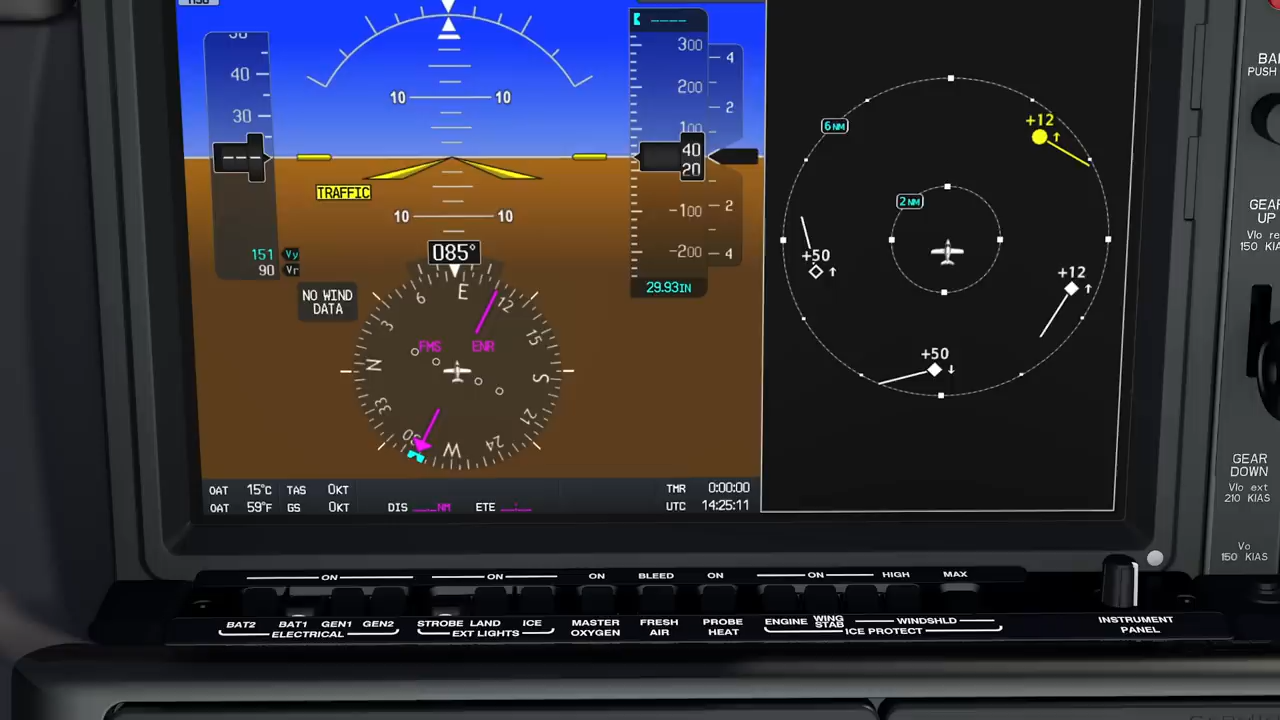 40
30
151 Vy
90 Vr
TRAFFIC
10 10
10 10
085°
NO WIND
DATA
300
200
100
40
20
-100
-200
4
2
2
4
29.93IN
3
6
E
12
15
S
21
24
W
30
33
N
FMS ENR
6NM
2NM
+12
+50
+12
+50
OAT 15°C TAS 0KT
OAT 59°F GS 0KT
DIS __._NM ETE __:__
TMR 0:00:00
UTC 14:25:11
PUSH
GEAR
UP
150 KIAS
GEAR
DOWN
Vlo ext
210 KIAS
Vo
150 KIAS
ON ON ON BLEED ON ON HIGH MAX
BAT2 BAT1 GEN1 GEN2
ELECTRICAL
STROBE LAND ICE
EXT LIGHTS
MASTER
OXYGEN
FRESH
AIR
PROBE
HEAT
ENGINE WING
STAB
WINDSHLD
ICE PROTECT
INSTRUMENT
PANEL